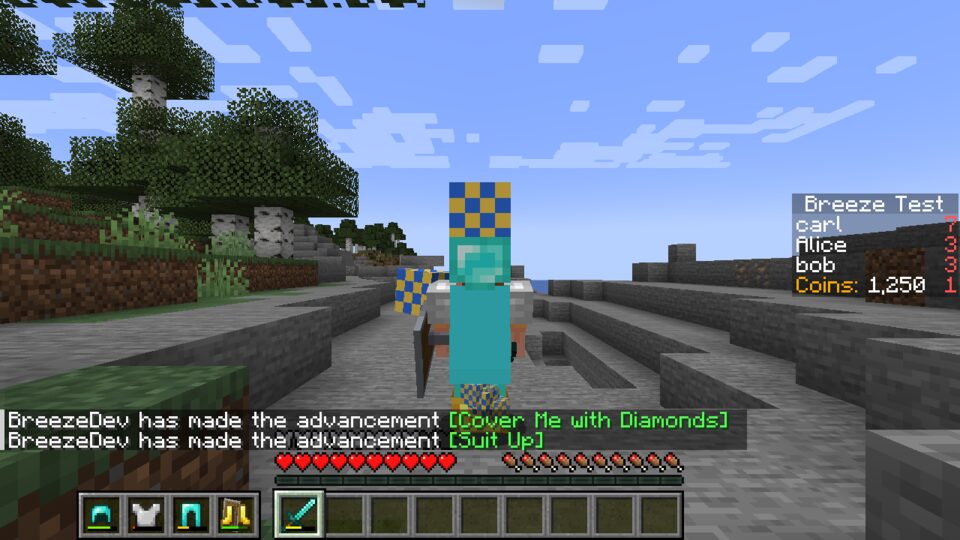 Breeze Test
carl 7
Alice 3
bob 3
Coins: 1,250 1
BreezeDev has made the advancement [Cover Me with Diamonds]
BreezeDev has made the advancement [Suit Up]